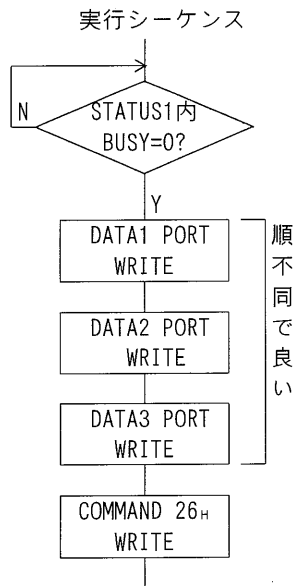 実行シーケンス
N
STATUS1内
BUSY=0?
Y
DATA1 PORT
WRITE
DATA2 PORT
WRITE
DATA3 PORT
WRITE
順不同で良い
COMMAND 26H
WRITE